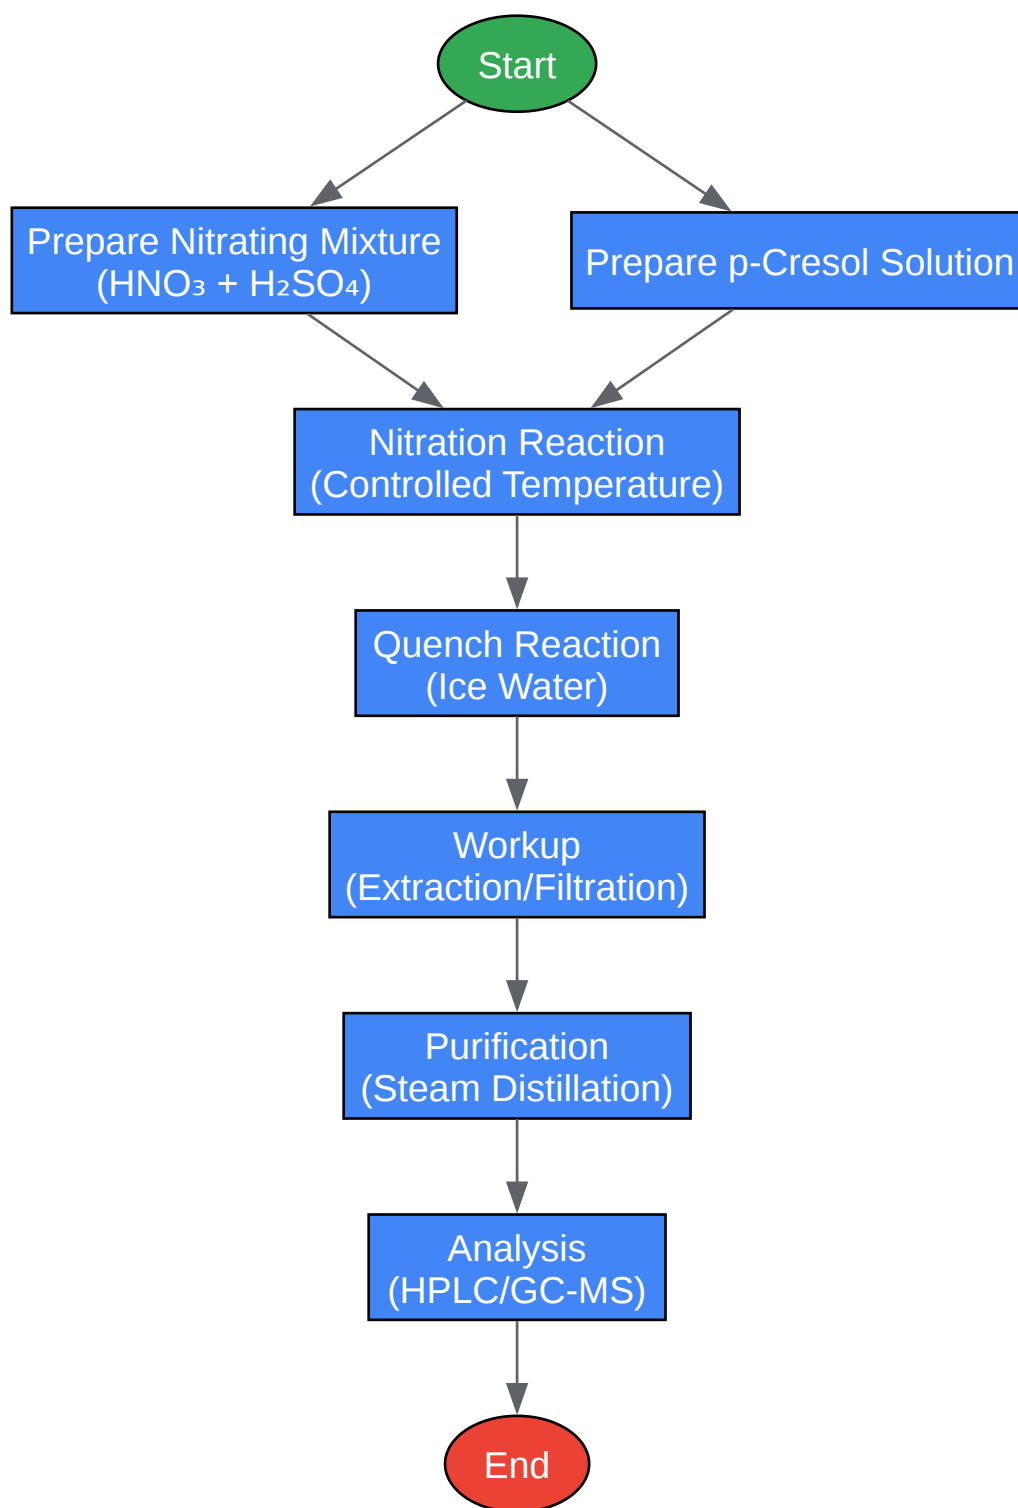 Start
Prepare Nitrating Mixture
(HNO₃ + H₂SO₄)
Prepare p-Cresol Solution
Nitration Reaction
(Controlled Temperature)
Quench Reaction
(Ice Water)
Workup
(Extraction/Filtration)
Purification
(Steam Distillation)
Analysis
(HPLC/GC-MS)
End